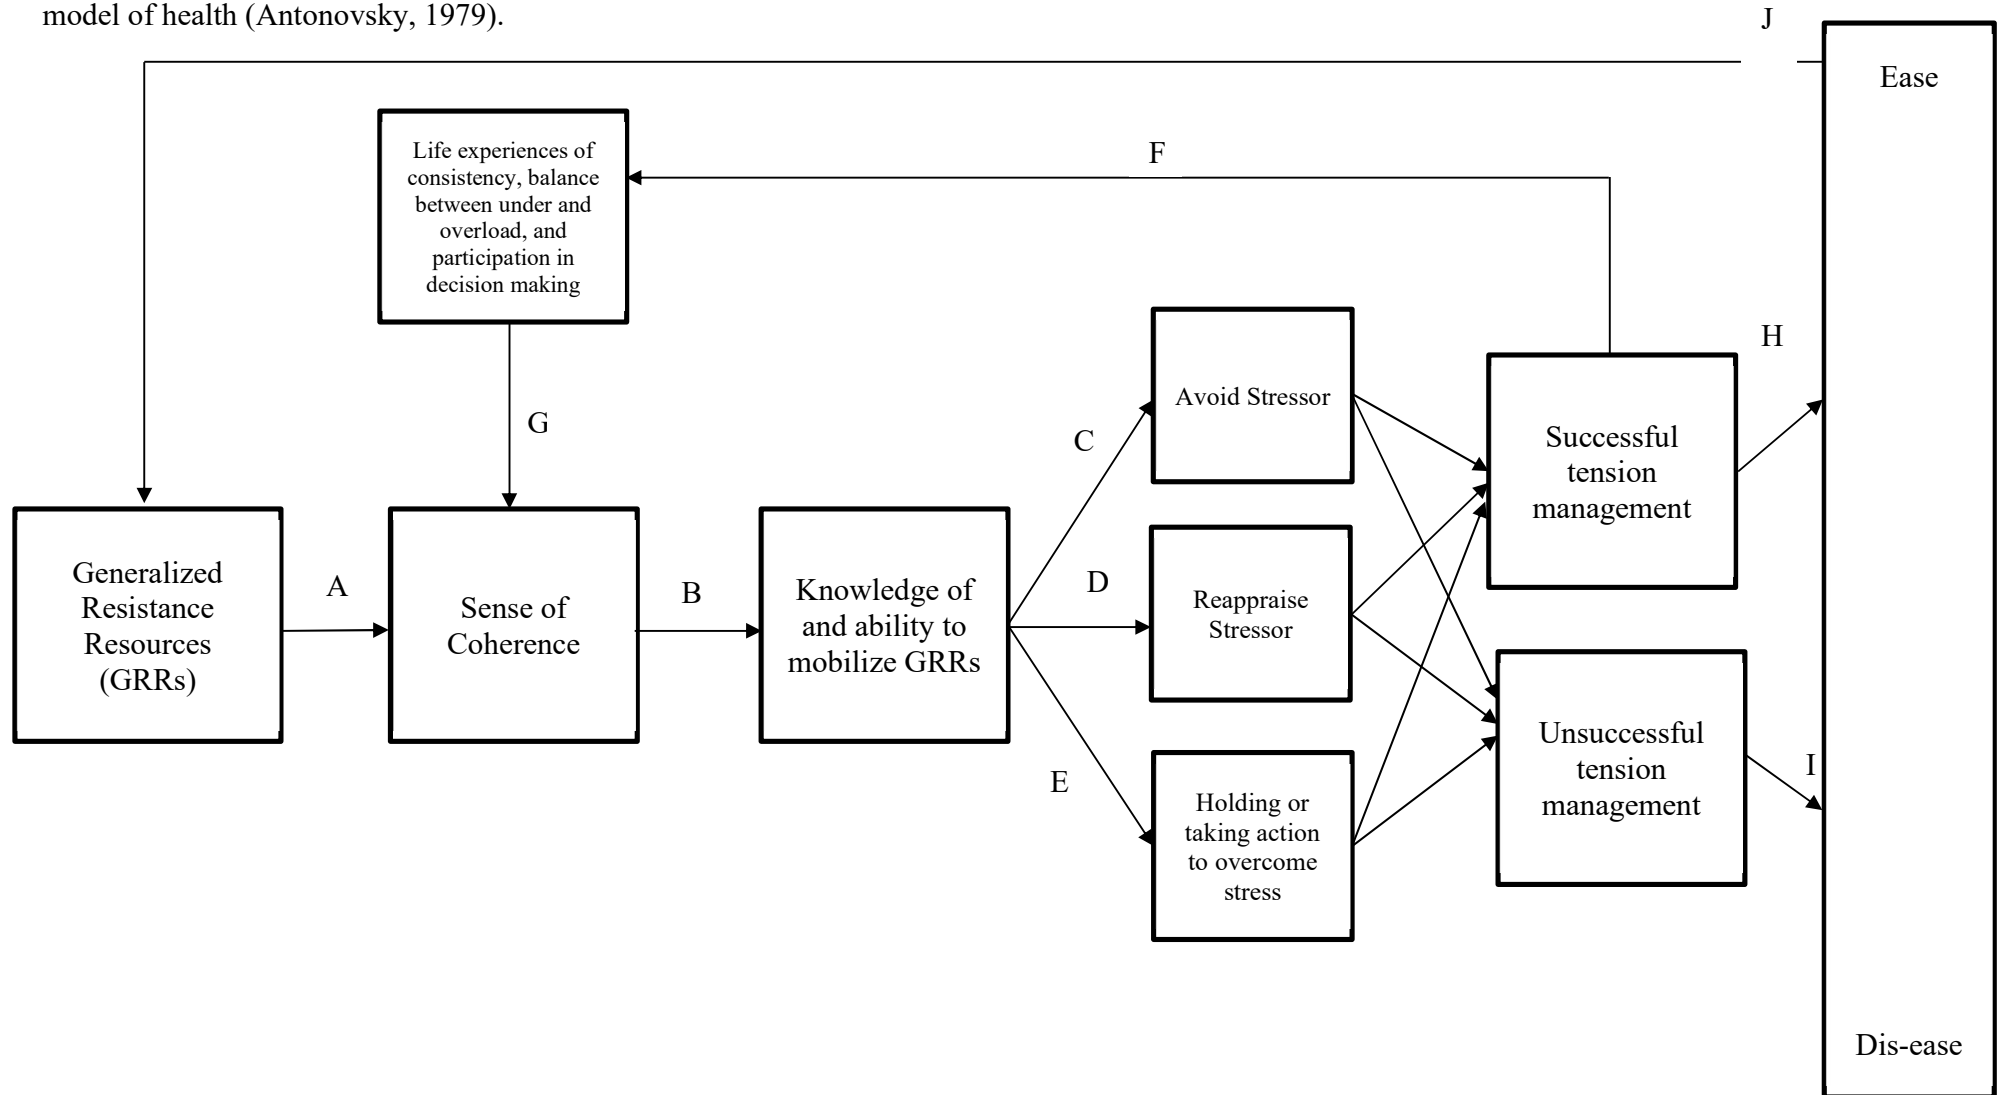 model of health (Antonovsky, 1979).
J
Ease
Life experiences of
consistency, balance
between under and
overload, and
participation in
decision making
F
G
C
Avoid Stressor
H
Successful
tension
management
Generalized
Resistance
Resources
(GRRs)
A
Sense of
Coherence
B
Knowledge of
and ability to
mobilize GRRs
D
Reappraise
Stressor
E
Holding or
taking action
to overcome
stress
Unsuccessful
tension
management
I
Dis-ease